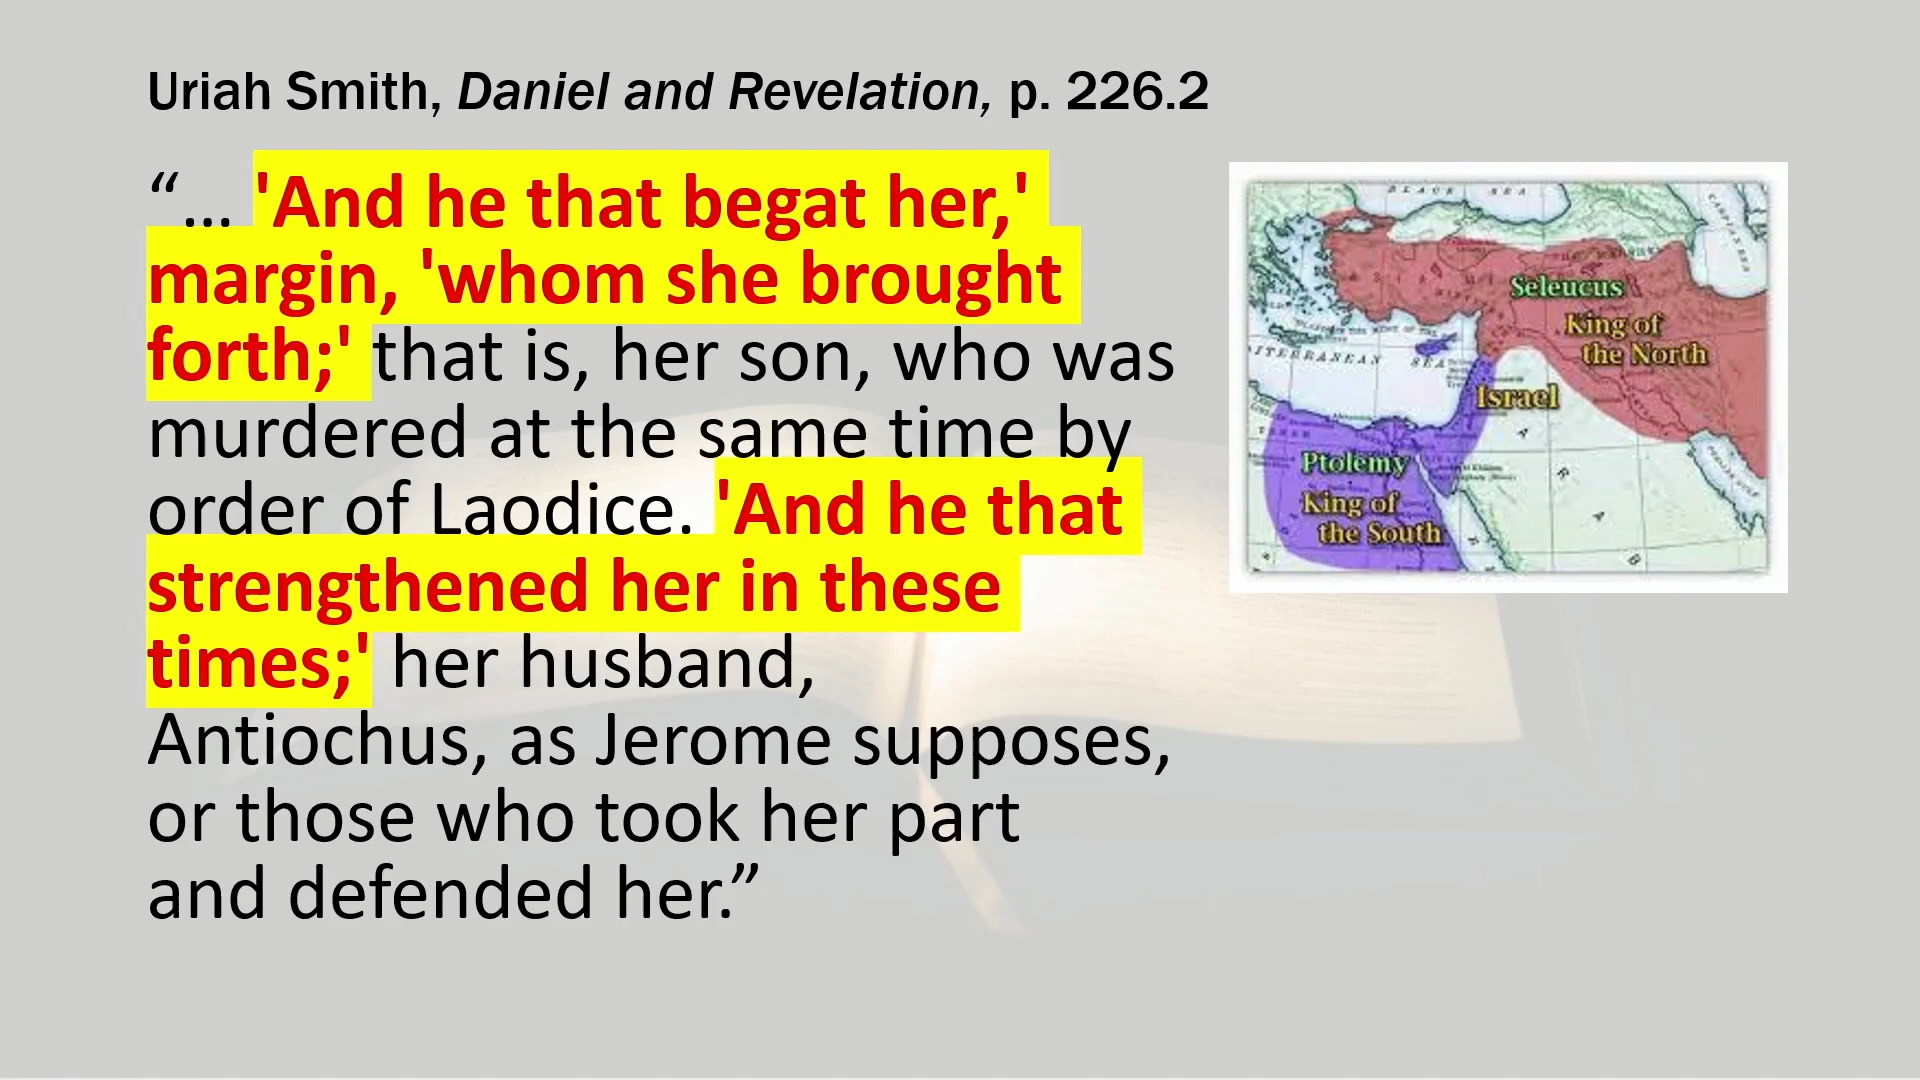 Uriah Smith, Daniel and Revelation, p. 226.2
“... 'And he that begat her,'
margin, 'whom she brought
forth;' that is, her son, who was
murdered at the same time by
order of Laodice. 'And he that
strengthened her in these
times;' her husband,
Antiochus, as Jerome supposes,
or those who took her part
and defended her.”
BLACK SEA
Seleucus
King of
the North
Israel
Ptolemy
King of
the South